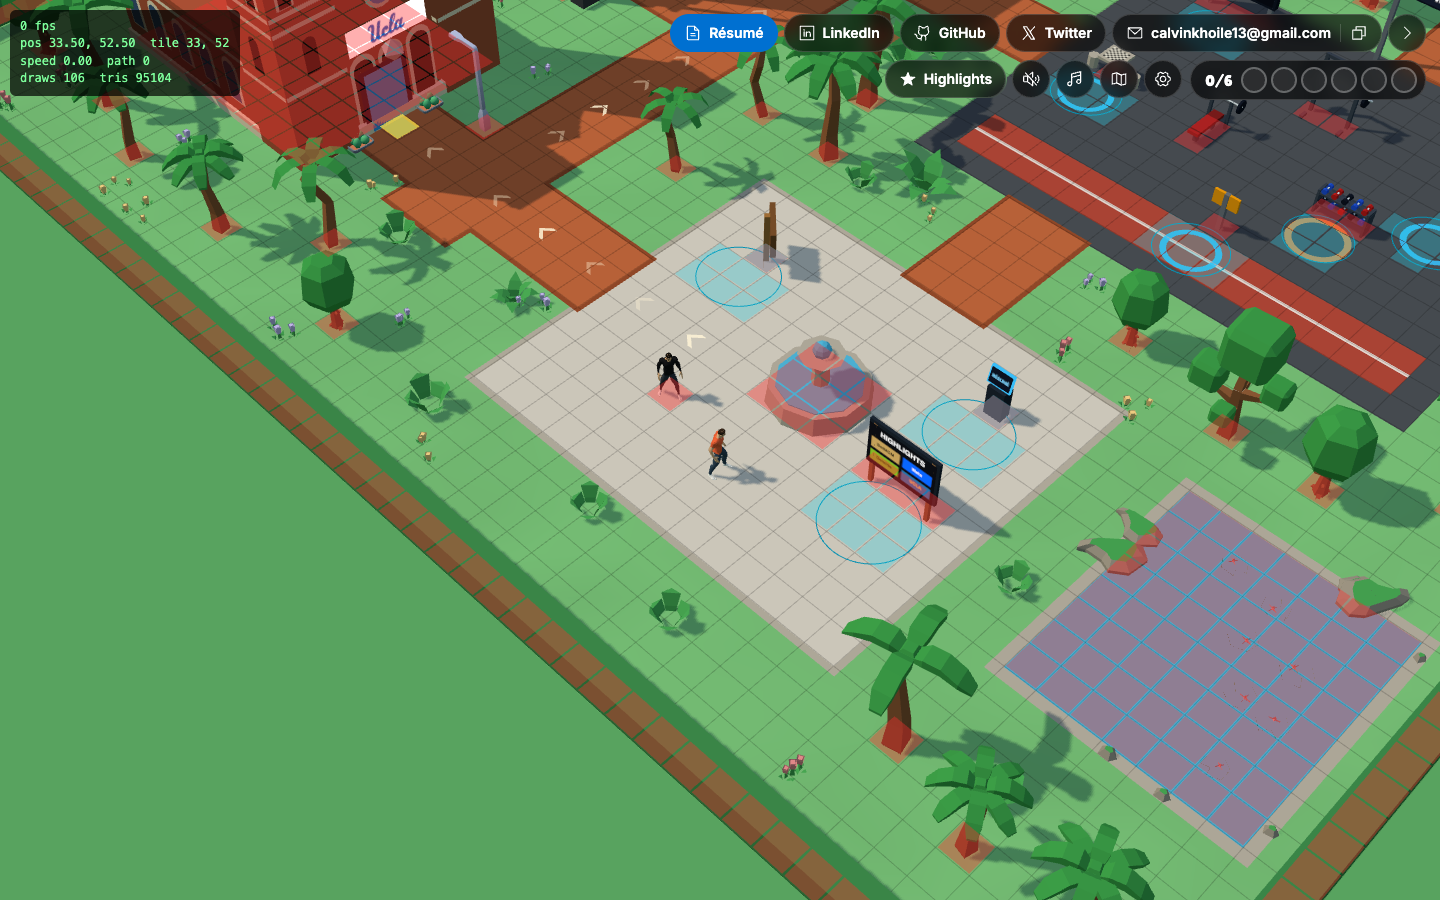 0 fps
pos 33.50, 52.50 tile 33, 52
speed 0.00 path 0
draws 106 tris 95104
Résumé
LinkedIn
GitHub
Twitter
calvinkhoile13@gmail.com
Highlights
0/6
Ucla
HIGHLIGHTS